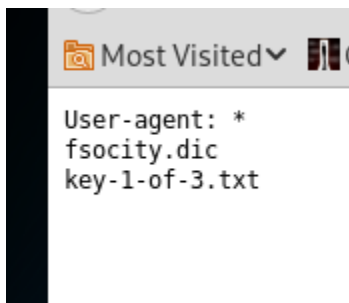 Most Visited
User-agent: *
fsocity.dic
key-1-of-3.txt